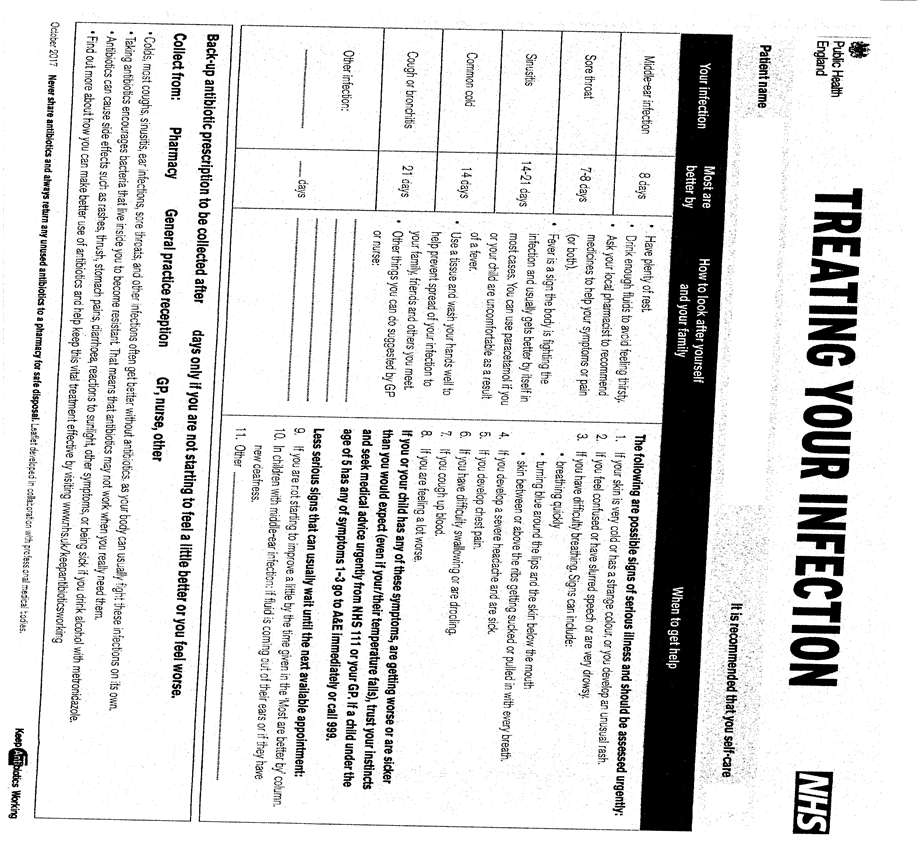 Public Health
England
TREATING YOUR INFECTION
NHS
Patient name
It is recommended that you self-care
Your infection
Most are
better by
How to look after yourself
and your family
When to get help
Middle-ear infection
8 days
Sore throat
7-8 days
Sinusitis
14-21 days
Common cold
14 days
Cough or bronchitis
21 days
Other infection:
days
• Have plenty of rest.
• Drink enough fluids to avoid feeling thirsty.
• Ask your local pharmacist to recommend
medicines to help your symptoms or pain
(or both).
• Fever is a sign the body is fighting the
infection and usually gets better by itself in
most cases. You can use paracetamol if you
or your child are uncomfortable as a result
of a fever.
• Use a tissue and wash your hands well to
help prevent spread of your infection to
your family, friends and others you meet.
• Other things you can do suggested by GP
or nurse:
The following are possible signs of serious illness and should be assessed urgently:
1. If your skin is very cold or has a strange colour, or you develop an unusual rash.
2. If you feel confused or have slurred speech or are very drowsy.
3. If you have difficulty breathing. Signs can include:
• breathing quickly
• turning blue around the lips and the skin below the mouth
• skin between or above the ribs getting sucked or pulled in with every breath.
4. If you develop a severe headache and are sick.
5. If you develop chest pain.
6. If you have difficulty swallowing or are drooling.
7. If you cough up blood.
8. If you are feeling a lot worse.
If you or your child has any of these symptoms, are getting worse or are sicker
than you would expect (even if your/their temperature falls), trust your instincts
and seek medical advice urgently from NHS 111 or your GP. If a child under the
age of 5 has any of symptoms 1–3 go to A&E immediately or call 999.
Less serious signs that can usually wait until the next available appointment:
9. If you are not starting to improve a little by the time given in the 'Most are better by' column.
10. In children with middle-ear infection: if fluid is coming out of their ears or if they have
new deafness.
11. Other
Back-up antibiotic prescription to be collected after days only if you are not starting to feel a little better or you feel worse.
Collect from: Pharmacy General practice reception GP, nurse, other
• Colds, most coughs, sinusitis, ear infections, sore throats, and other infections often get better without antibiotics, as your body can usually fight these infections on its own.
• Taking antibiotics encourages bacteria that live inside you to become resistant. That means that antibiotics may not work when you really need them.
• Antibiotics can cause side effects such as rashes, thrush, stomach pains, diarrhoea, reactions to sunlight, other symptoms, or being sick if you drink alcohol with metronidazole.
• Find out more about how you can make better use of antibiotics and help keep this vital treatment effective by visiting www.nhs.uk/keepantibioticsworking
October 2017 Never share antibiotics and always return any unused antibiotics to a pharmacy for safe disposal. Leaflet developed in collaboration with professional medical bodies.
Keep Antibiotics Working